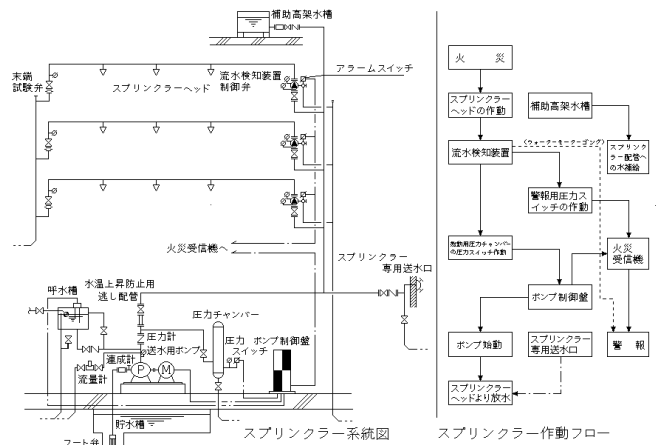 補助高架水槽
アラームスイッチ
末端
試験弁
スプリンクラーヘッド
流水検知装置
制御弁
火災受信機へ
スプリンクラー
専用送水口
水温上昇防止用
逃し配管
呼水槽
圧力チャンバー
圧力計
送水用ポンプ
圧力
スイッチ
ポンプ制御盤
連成計
流量計
P
M
貯水槽
フート弁
スプリンクラー系統図
火 災
スプリンクラー
ヘッドの作動
補助高架水槽
(ウォーターモーターゴング)
流水検知装置
スプリンク
ラー配管へ
の水補給
警報用圧力ス
イッチの作動
起動用圧力チャンバー
の圧力スイッチ作動
火災
受信機
ポンプ制御盤
ポンプ始動
スプリンクラー
専用送水口
警 報
スプリンクラー
ヘッドより放水
スプリンクラー作動フロー